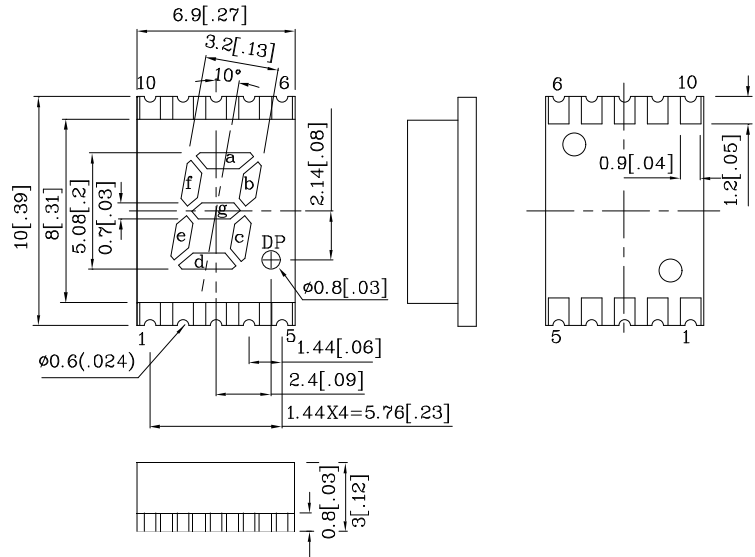 6.9[.27]
3.2[.13]
10°
10
6
a
b
f
g
e
c
d
DP
10[.39]
8[.31]
5.08[.2]
0.7[.03]
2.14[.08]
ø0.8[.03]
1
5
ø0.6(.024)
1.44[.06]
2.4[.09]
1.44X4=5.76[.23]
6
10
0.9[.04]
1.2[.05]
5
1
0.8[.03]
3[.12]